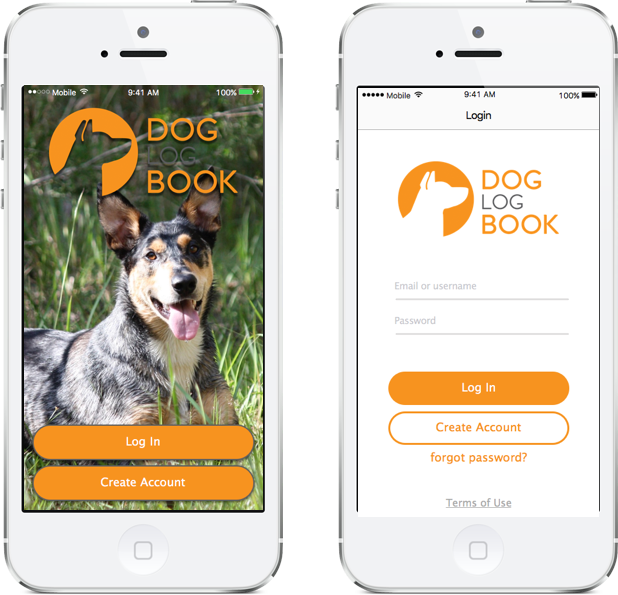 Mobile 9:41 AM 100%
DOG
LOG
BOOK
Log In
Create Account
Mobile 9:41 AM 100%
Login
DOG
LOG
BOOK
Email or username
Password
Log In
Create Account
forgot password?
Terms of Use